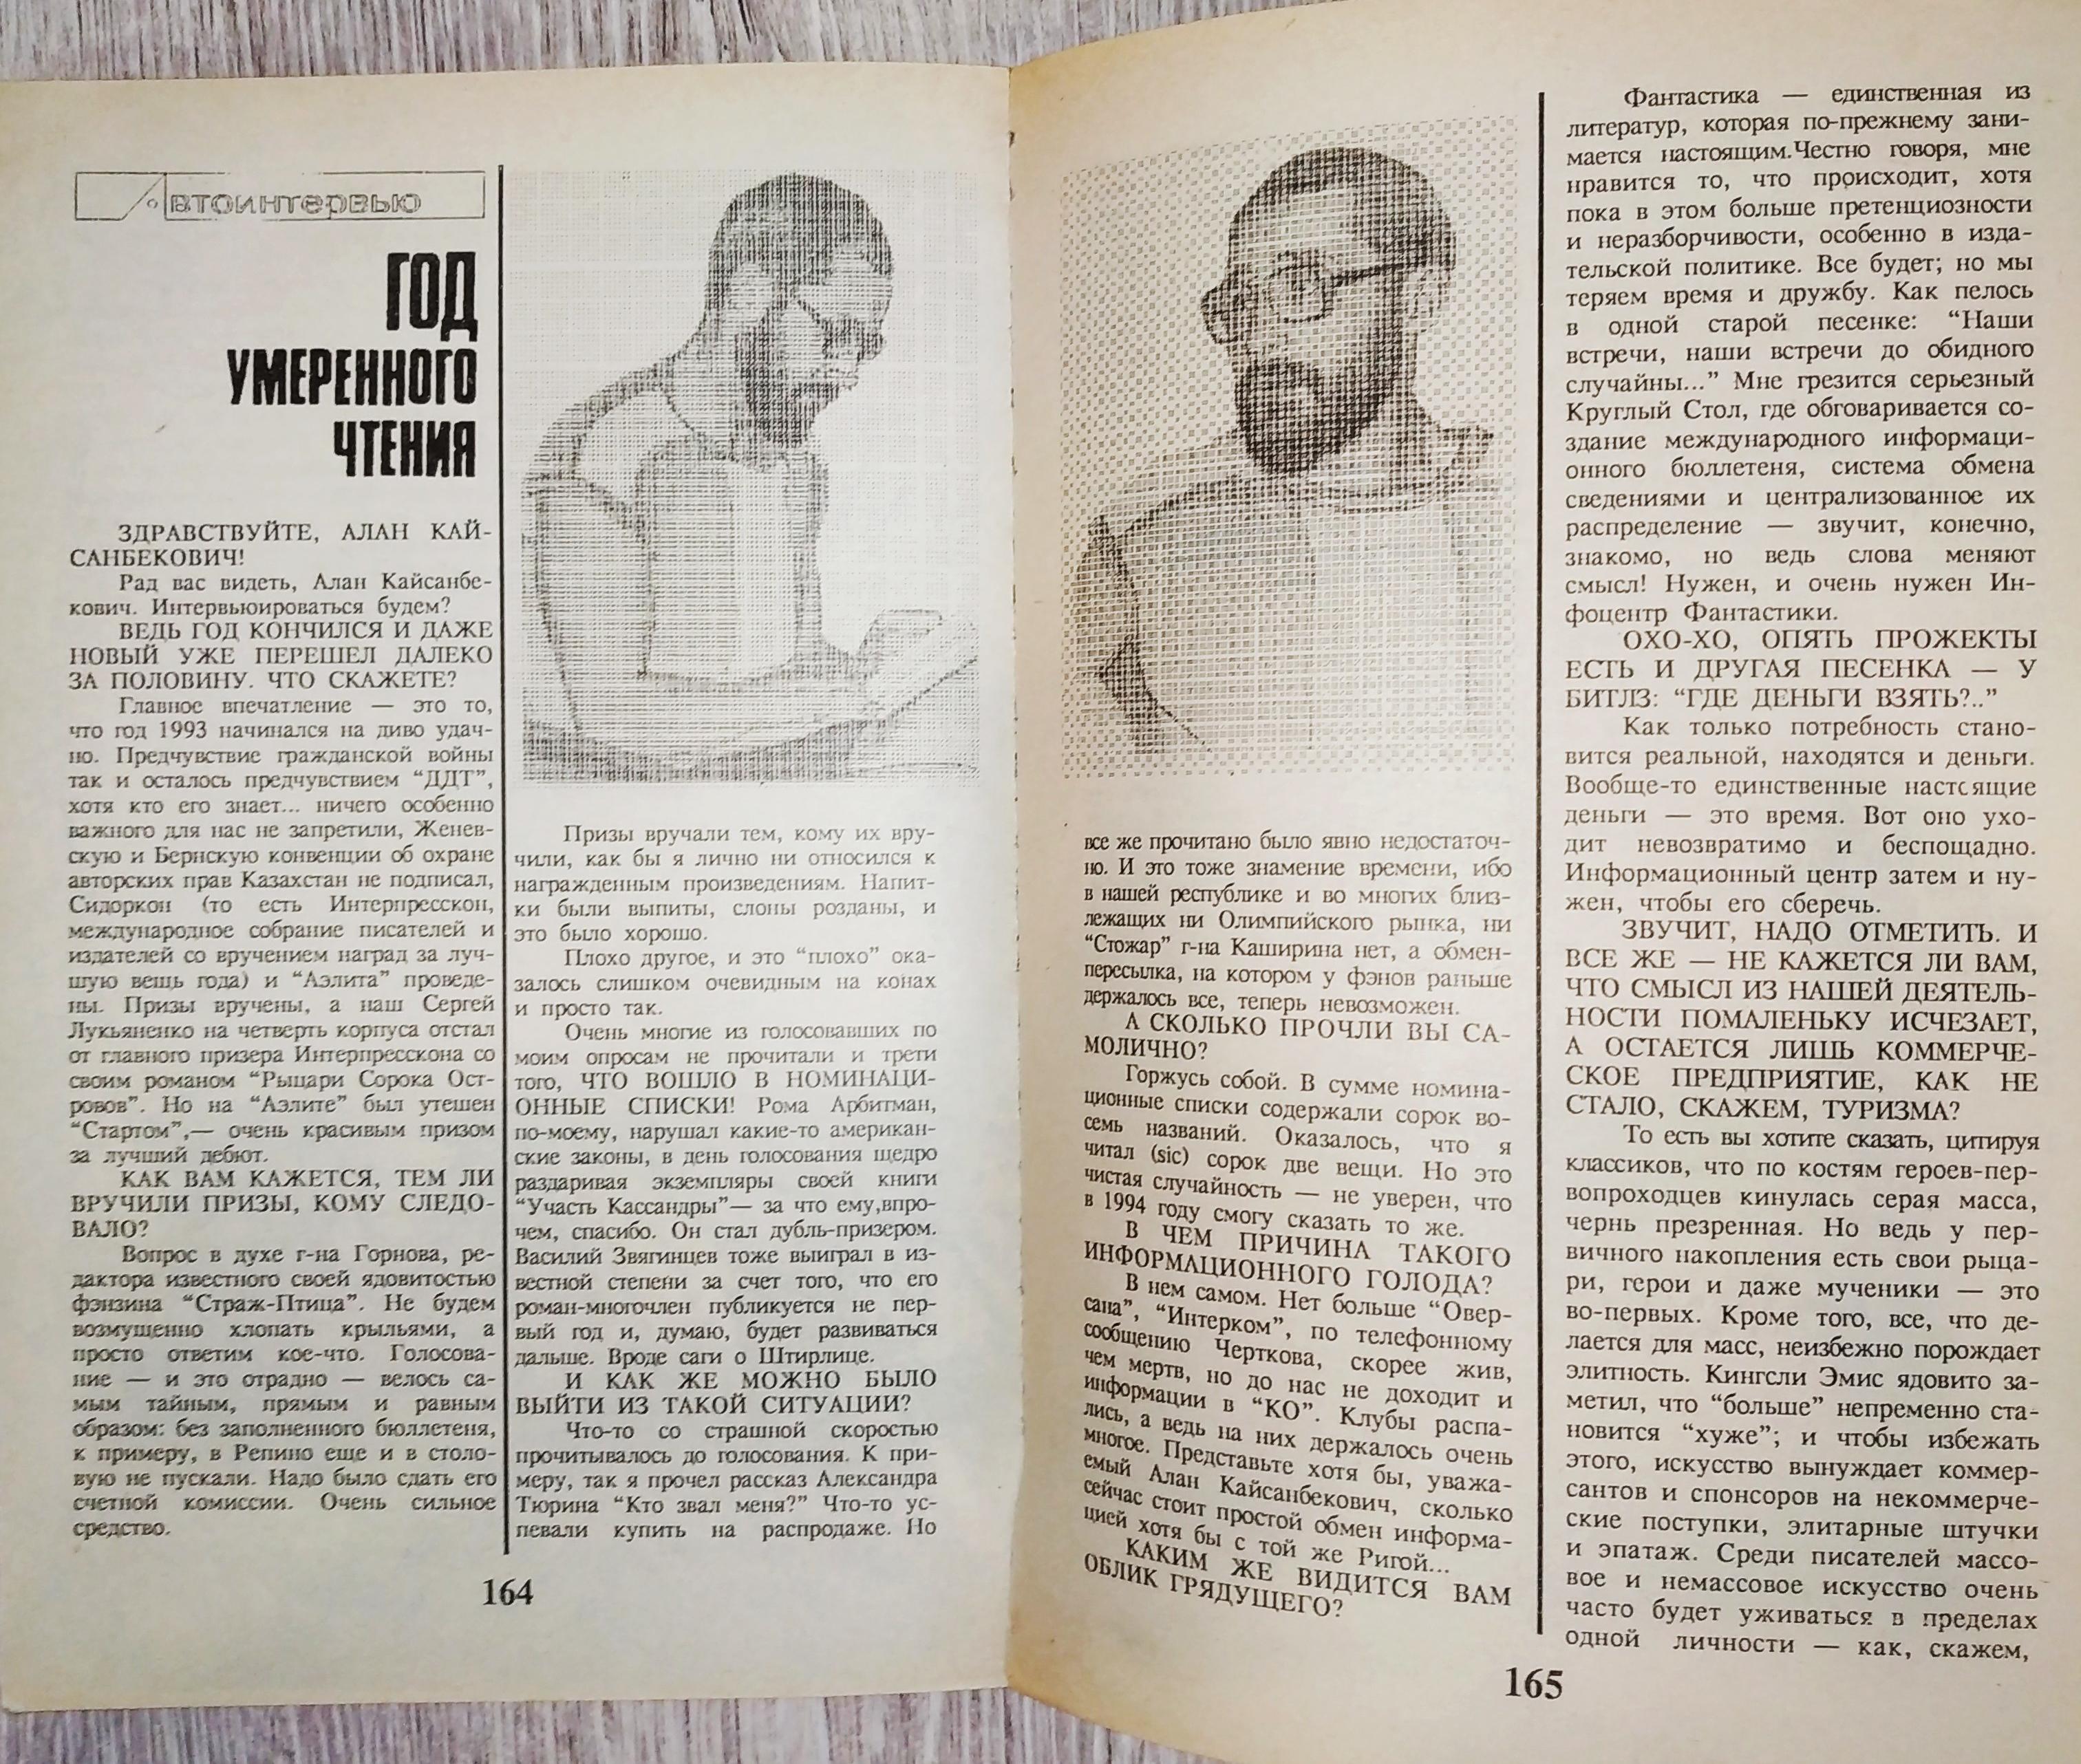 Автоинтервью
ГОД
УМЕРЕННОГО
ЧТЕНИЯ
ЗДРАВСТВУЙТЕ, АЛАН КАЙ-
САНБЕКОВИЧ!
Рад вас видеть, Алан Кайсанбе-
кович. Интервьюироваться будем?
ВЕДЬ ГОД КОНЧИЛСЯ И ДАЖЕ
НОВЫЙ УЖЕ ПЕРЕШЕЛ ДАЛЕКО
ЗА ПОЛОВИНУ. ЧТО СКАЖЕТЕ?
Главное впечатление — это то,
что год 1993 начинался на диво удач-
но. Предчувствие гражданской войны
так и осталось предчувствием “ДДТ”,
хотя кто его знает... ничего особенно
важного для нас не запретили, Женев-
скую и Бернскую конвенции об охране
авторских прав Казахстан не подписал,
Сидоркон (то есть Интерпресскон,
международное собрание писателей и
издателей со вручением наград за луч-
шую вещь года) и “Аэлита” проведе-
ны. Призы вручены, а наш Сергей
Лукьяненко на четверть корпуса отстал
от главного призера Интерпресскона со
своим романом “Рыцари Сорока Ост-
ровов”. Но на “Аэлите” был утешен
“Стартом”,— очень красивым призом
за лучший дебют.
КАК ВАМ КАЖЕТСЯ, ТЕМ ЛИ
ВРУЧИЛИ ПРИЗЫ, КОМУ СЛЕДО-
ВАЛО?
Вопрос в духе г-на Горнова, ре-
дактора известного своей ядовитостью
фэнзина “Страж-Птица”. Не будем
возмущенно хлопать крыльями, а
просто ответим кое-что. Голосова-
ние — и это отрадно — велось са-
мым тайным, прямым и равным
образом: без заполненного бюллетеня,
к примеру, в Репино еще и в столо-
вую не пускали. Надо было сдать его
счетной комиссии. Очень сильное
средство.
Призы вручали тем, кому их вру-
чили, как бы я лично ни относился к
награжденным произведениям. Напит-
ки были выпиты, слоны розданы, и
это было хорошо.
Плохо другое, и это “плохо” ока-
залось слишком очевидным на конах
и просто так.
Очень многие из голосовавших по
моим опросам не прочитали и трети
того, ЧТО ВОШЛО В НОМИНАЦИ-
ОННЫЕ СПИСКИ! Рома Арбитман,
по-моему, нарушал какие-то американ-
ские законы, в день голосования щедро
раздаривая экземпляры своей книги
“Участь Кассандры”— за что ему,впро-
чем, спасибо. Он стал дубль-призером.
Василий Звягинцев тоже выиграл в из-
вестной степени за счет того, что его
роман-многочлен публикуется не пер-
вый год и, думаю, будет развиваться
дальше. Вроде саги о Штирлице.
И КАК ЖЕ МОЖНО БЫЛО
ВЫЙТИ ИЗ ТАКОЙ СИТУАЦИИ?
Что-то со страшной скоростью
прочитывалось до голосования. К при-
меру, так я прочел рассказ Александра
Тюрина “Кто звал меня?” Что-то ус-
певали купить на распродаже. Но
164
все же прочитано было явно недостаточ-
но. И это тоже знамение времени, ибо
в нашей республике и во многих близ-
лежащих ни Олимпийского рынка, ни
“Стожар” г-на Каширина нет, а обмен-
пересылка, на котором у фэнов раньше
держалось все, теперь невозможен.
А СКОЛЬКО ПРОЧЛИ ВЫ СА-
МОЛИЧНО?
Горжусь собой. В сумме номина-
ционные списки содержали сорок во-
семь названий. Оказалось, что я
читал (sic) сорок две вещи. Но это
чистая случайность — не уверен, что
в 1994 году смогу сказать то же.
В ЧЕМ ПРИЧИНА ТАКОГО
ИНФОРМАЦИОННОГО ГОЛОДА?
В нем самом. Нет больше “Овер-
сана”, “Интерком”, по телефонному
сообщению Черткова, скорее жив,
чем мертв, но до нас не доходит и
информации в “КО”. Клубы распа-
лись, а ведь на них держалось очень
многое. Представьте хотя бы, уважа-
емый Алан Кайсанбекович, сколько
сейчас стоит простой обмен информа-
цией хотя бы с той же Ригой...
КАКИМ ЖЕ ВИДИТСЯ ВАМ
ОБЛИК ГРЯДУЩЕГО?
Фантастика — единственная из
литератур, которая по-прежнему зани-
мается настоящим.Честно говоря, мне
нравится то, что происходит, хотя
пока в этом больше претенциозности
и неразборчивости, особенно в изда-
тельской политике. Все будет; но мы
теряем время и дружбу. Как пелось
в одной старой песенке: “Наши
встречи, наши встречи до обидного
случайны...” Мне грезится серьезный
Круглый Стол, где обговаривается со-
здание международного информаци-
онного бюллетеня, система обмена
сведениями и централизованное их
распределение — звучит, конечно,
знакомо, но ведь слова меняют
смысл! Нужен, и очень нужен Ин-
фоцентр Фантастики.
ОХО-ХО, ОПЯТЬ ПРОЖЕКТЫ
ЕСТЬ И ДРУГАЯ ПЕСЕНКА — У
БИТЛЗ: “ГДЕ ДЕНЬГИ ВЗЯТЬ?..”
Как только потребность стано-
вится реальной, находятся и деньги.
Вообще-то единственные настоящие
деньги — это время. Вот оно ухо-
дит невозвратимо и беспощадно.
Информационный центр затем и ну-
жен, чтобы его сберечь.
ЗВУЧИТ, НАДО ОТМЕТИТЬ. И
ВСЕ ЖЕ — НЕ КАЖЕТСЯ ЛИ ВАМ,
ЧТО СМЫСЛ ИЗ НАШЕЙ ДЕЯТЕЛЬ-
НОСТИ ПОМАЛЕНЬКУ ИСЧЕЗАЕТ,
А ОСТАЕТСЯ ЛИШЬ КОММЕРЧЕ-
СКОЕ ПРЕДПРИЯТИЕ, КАК НЕ
СТАЛО, СКАЖЕМ, ТУРИЗМА?
То есть вы хотите сказать, цитируя
классиков, что по костям героев-пер-
вопроходцев кинулась серая масса,
чернь презренная. Но ведь у пер-
вичного накопления есть свои рыца-
ри, герои и даже мученики — это
во-первых. Кроме того, все, что де-
лается для масс, неизбежно порождает
элитность. Кингсли Эмис ядовито за-
метил, что “больше” непременно ста-
новится “хуже”; и чтобы избежать
этого, искусство вынуждает коммер-
сантов и спонсоров на некоммерче-
ские поступки, элитарные штучки
и эпатаж. Среди писателей массо-
вое и немассовое искусство очень
часто будет уживаться в пределах
одной личности — как, скажем,
165